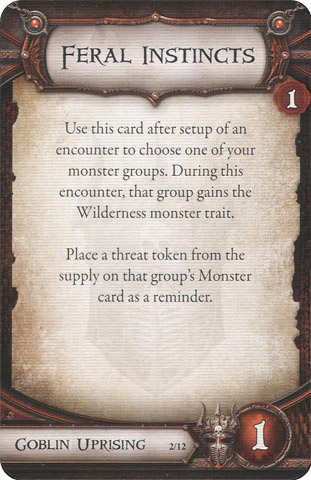 Feral Instincts
1
Use this card after setup of an
encounter to choose one of your
monster groups. During this
encounter, that group gains the
Wilderness monster trait.
Place a threat token from the
supply on that group's Monster
card as a reminder.
Goblin Uprising 2/12 1